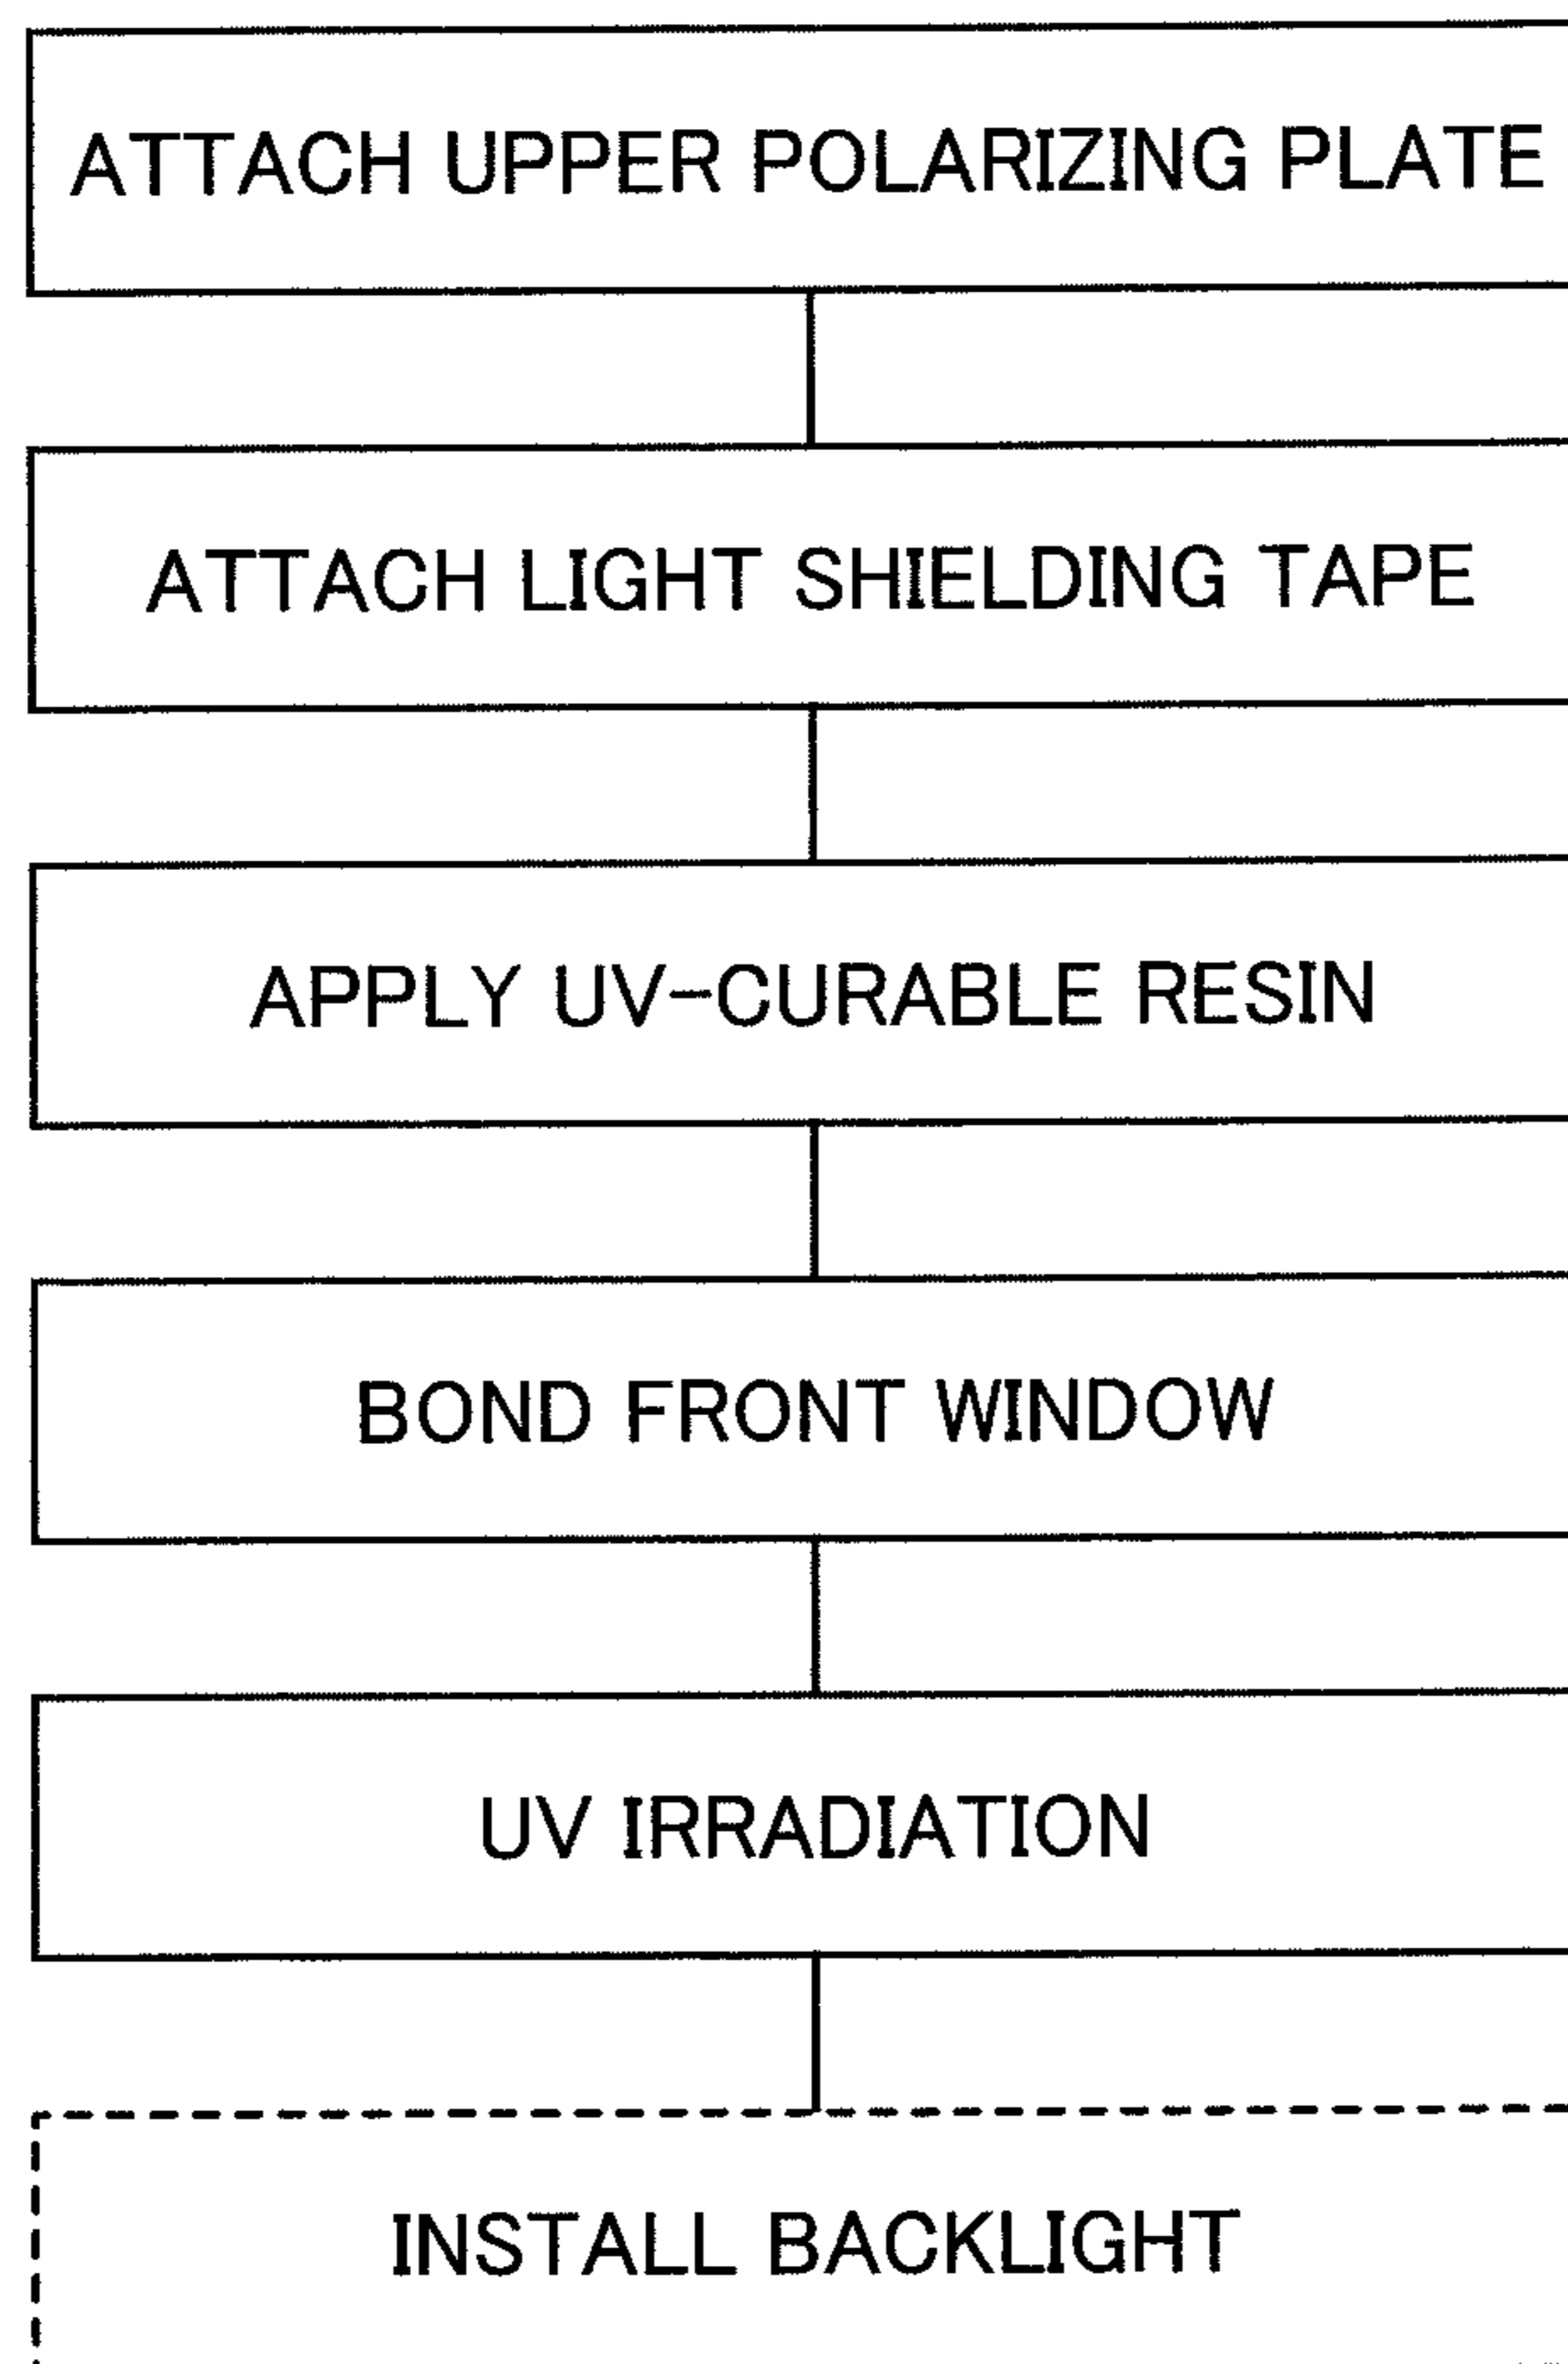 ATTACH UPPER POLARIZING PLATE
ATTACH LIGHT SHIELDING TAPE
APPLY UV-CURABLE RESIN
BOND FRONT WINDOW
UV IRRADIATION
INSTALL BACKLIGHT